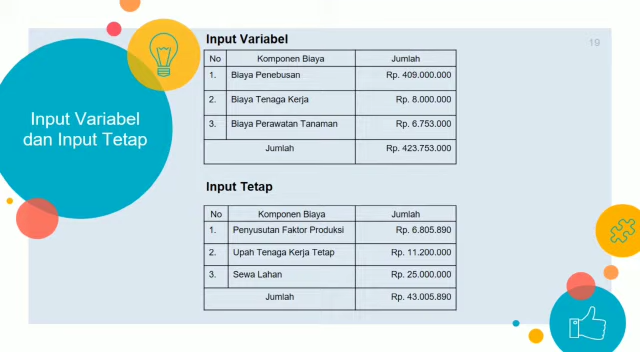 19
Input Variabel
dan Input Tetap
Input Variabel
No Komponen Biaya Jumlah
1. Biaya Penebusan Rp. 409.000.000
2. Biaya Tenaga Kerja Rp. 8.000.000
3. Biaya Perawatan Tanaman Rp. 6.753.000
Jumlah Rp. 423.753.000
Input Tetap
No Komponen Biaya Jumlah
1. Penyusutan Faktor Produksi Rp. 6.805.890
2. Upah Tenaga Kerja Tetap Rp. 11.200.000
3. Sewa Lahan Rp. 25.000.000
Jumlah Rp. 43.005.890